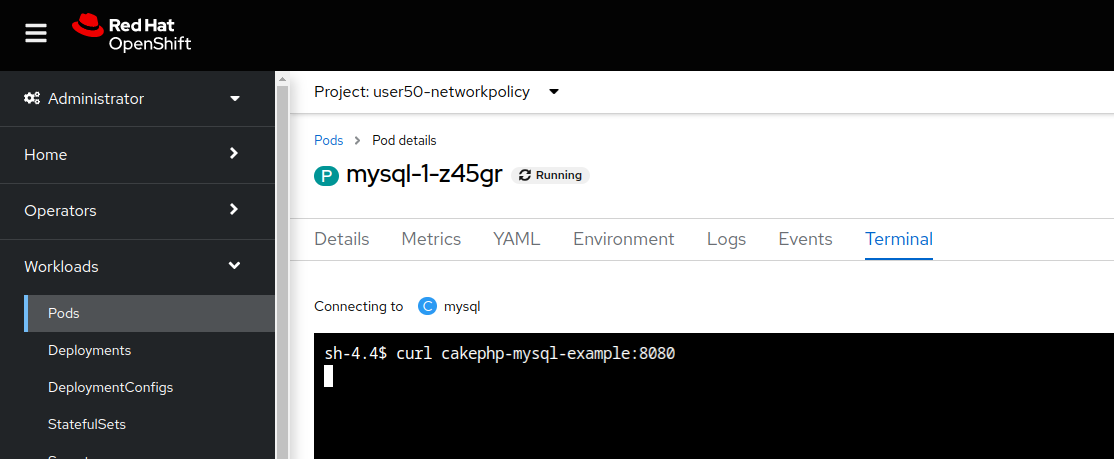 Red Hat
OpenShift
Administrator
Home
Operators
Workloads
Pods
Deployments
DeploymentConfigs
StatefulSets
Project: user50-networkpolicy
Pods > Pod details
P mysql-1-z45gr Running
Details Metrics YAML Environment Logs Events Terminal
Connecting to C mysql
sh-4.4$ curl cakephp-mysql-example:8080